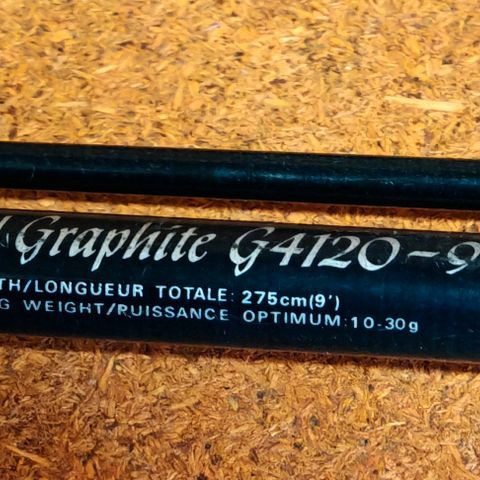 Graphite G4120-9
TH/LONGUEUR TOTALE: 275cm(9')
G WEIGHT/PUISSANCE OPTIMUM:10-30g